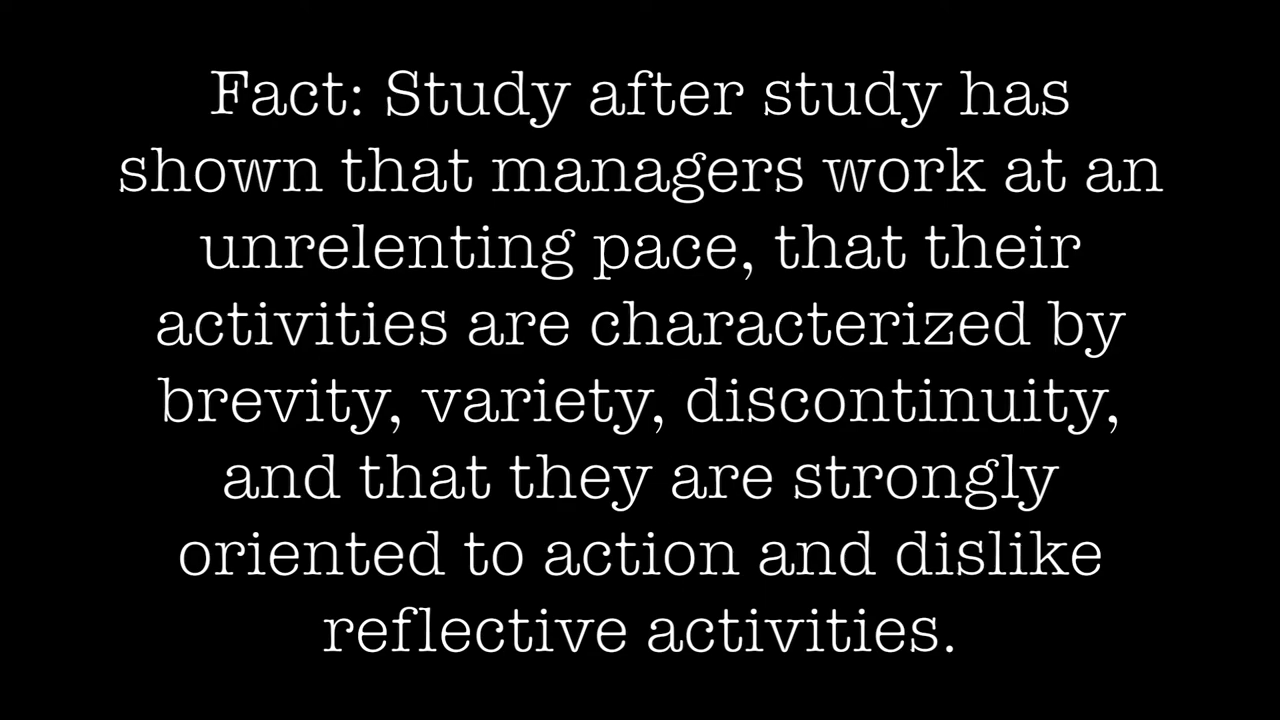 Fact: Study after study has
shown that managers work at an
unrelenting pace, that their
activities are characterized by
brevity, variety, discontinuity,
and that they are strongly
oriented to action and dislike
reflective activities.